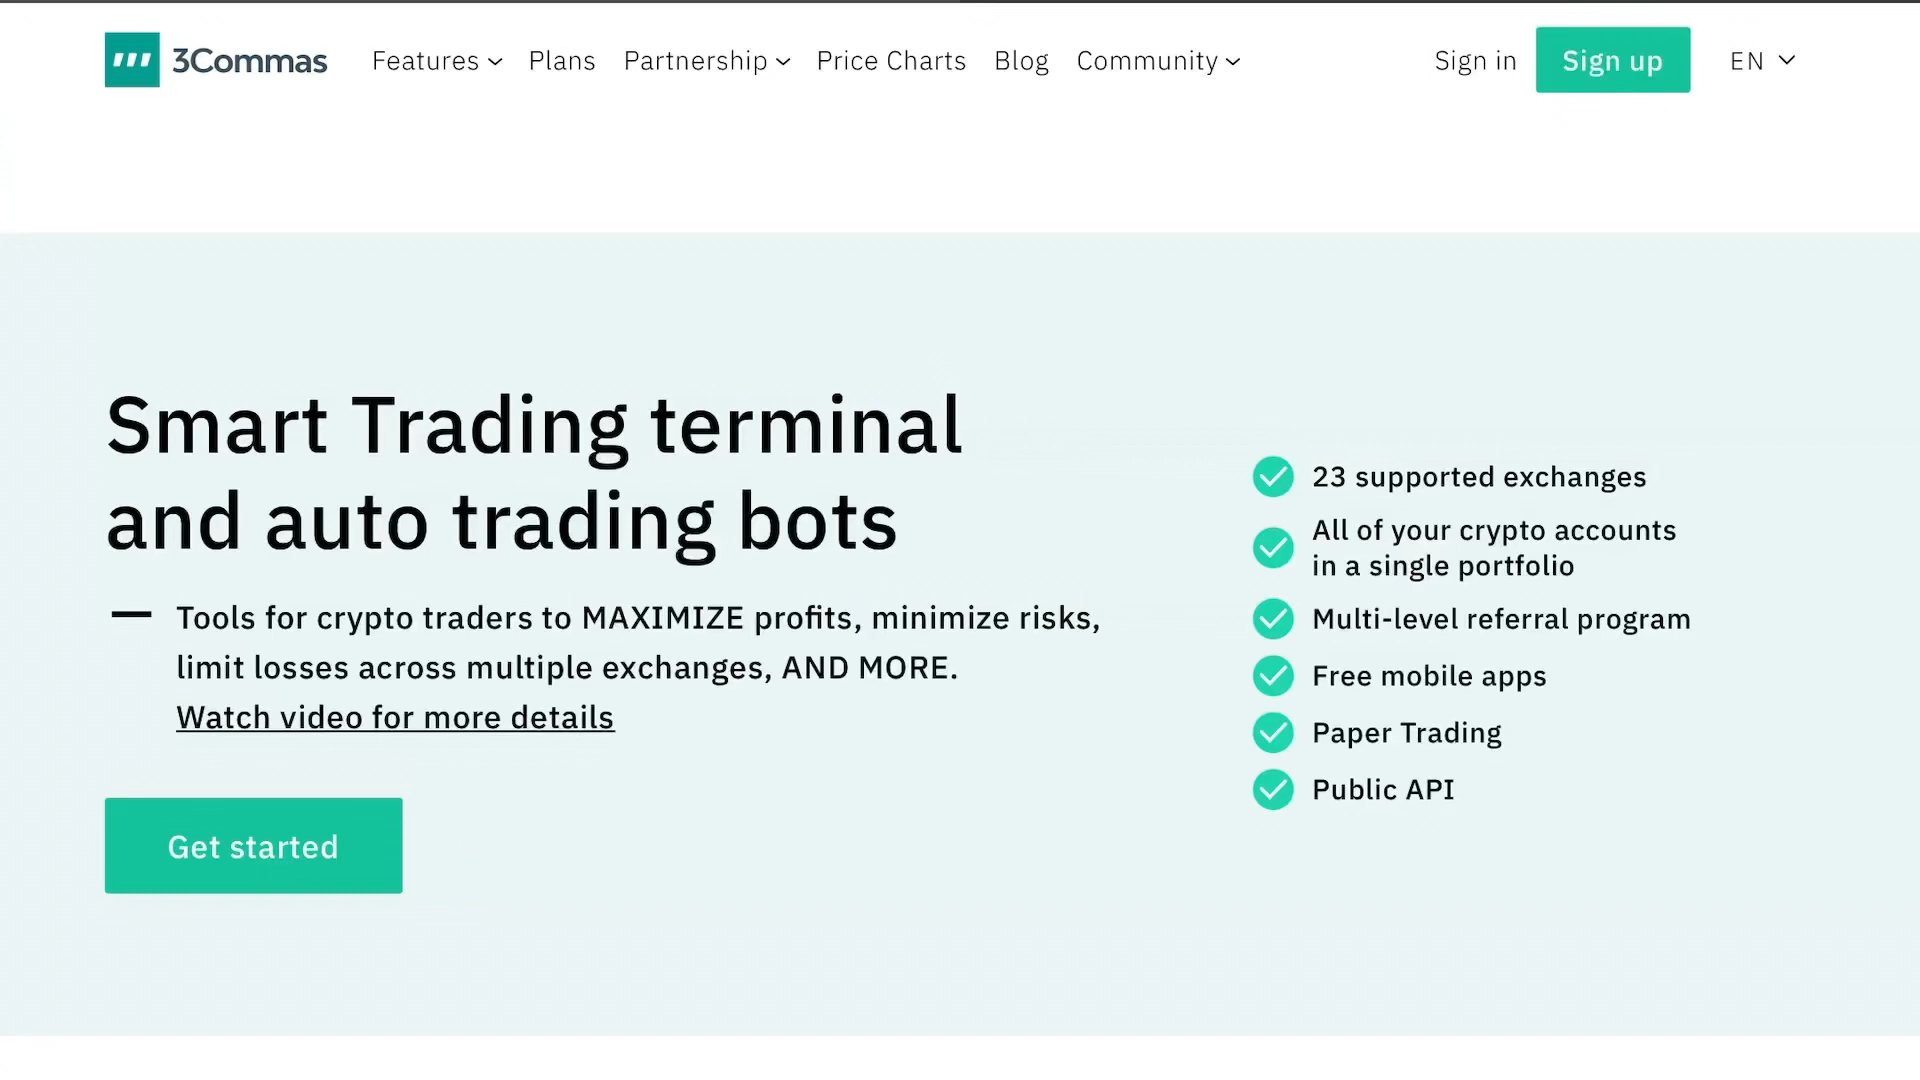 3Commas Features Plans Partnership Price Charts Blog Community Sign in Sign up EN
Smart Trading terminal
and auto trading bots
Tools for crypto traders to MAXIMIZE profits, minimize risks,
limit losses across multiple exchanges, AND MORE.
Watch video for more details
Get started
23 supported exchanges
All of your crypto accounts
in a single portfolio
Multi-level referral program
Free mobile apps
Paper Trading
Public API